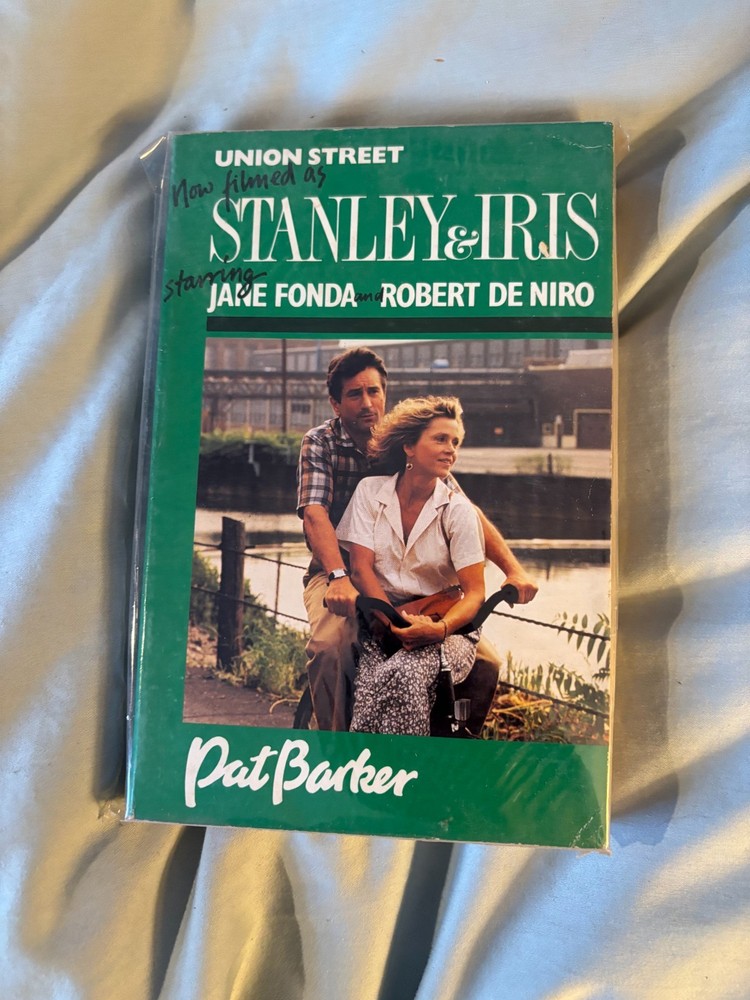 UNION STREET
Now filmed as
STANLEY & IRIS
starring
JANE FONDA and ROBERT DE NIRO
Pat Barker